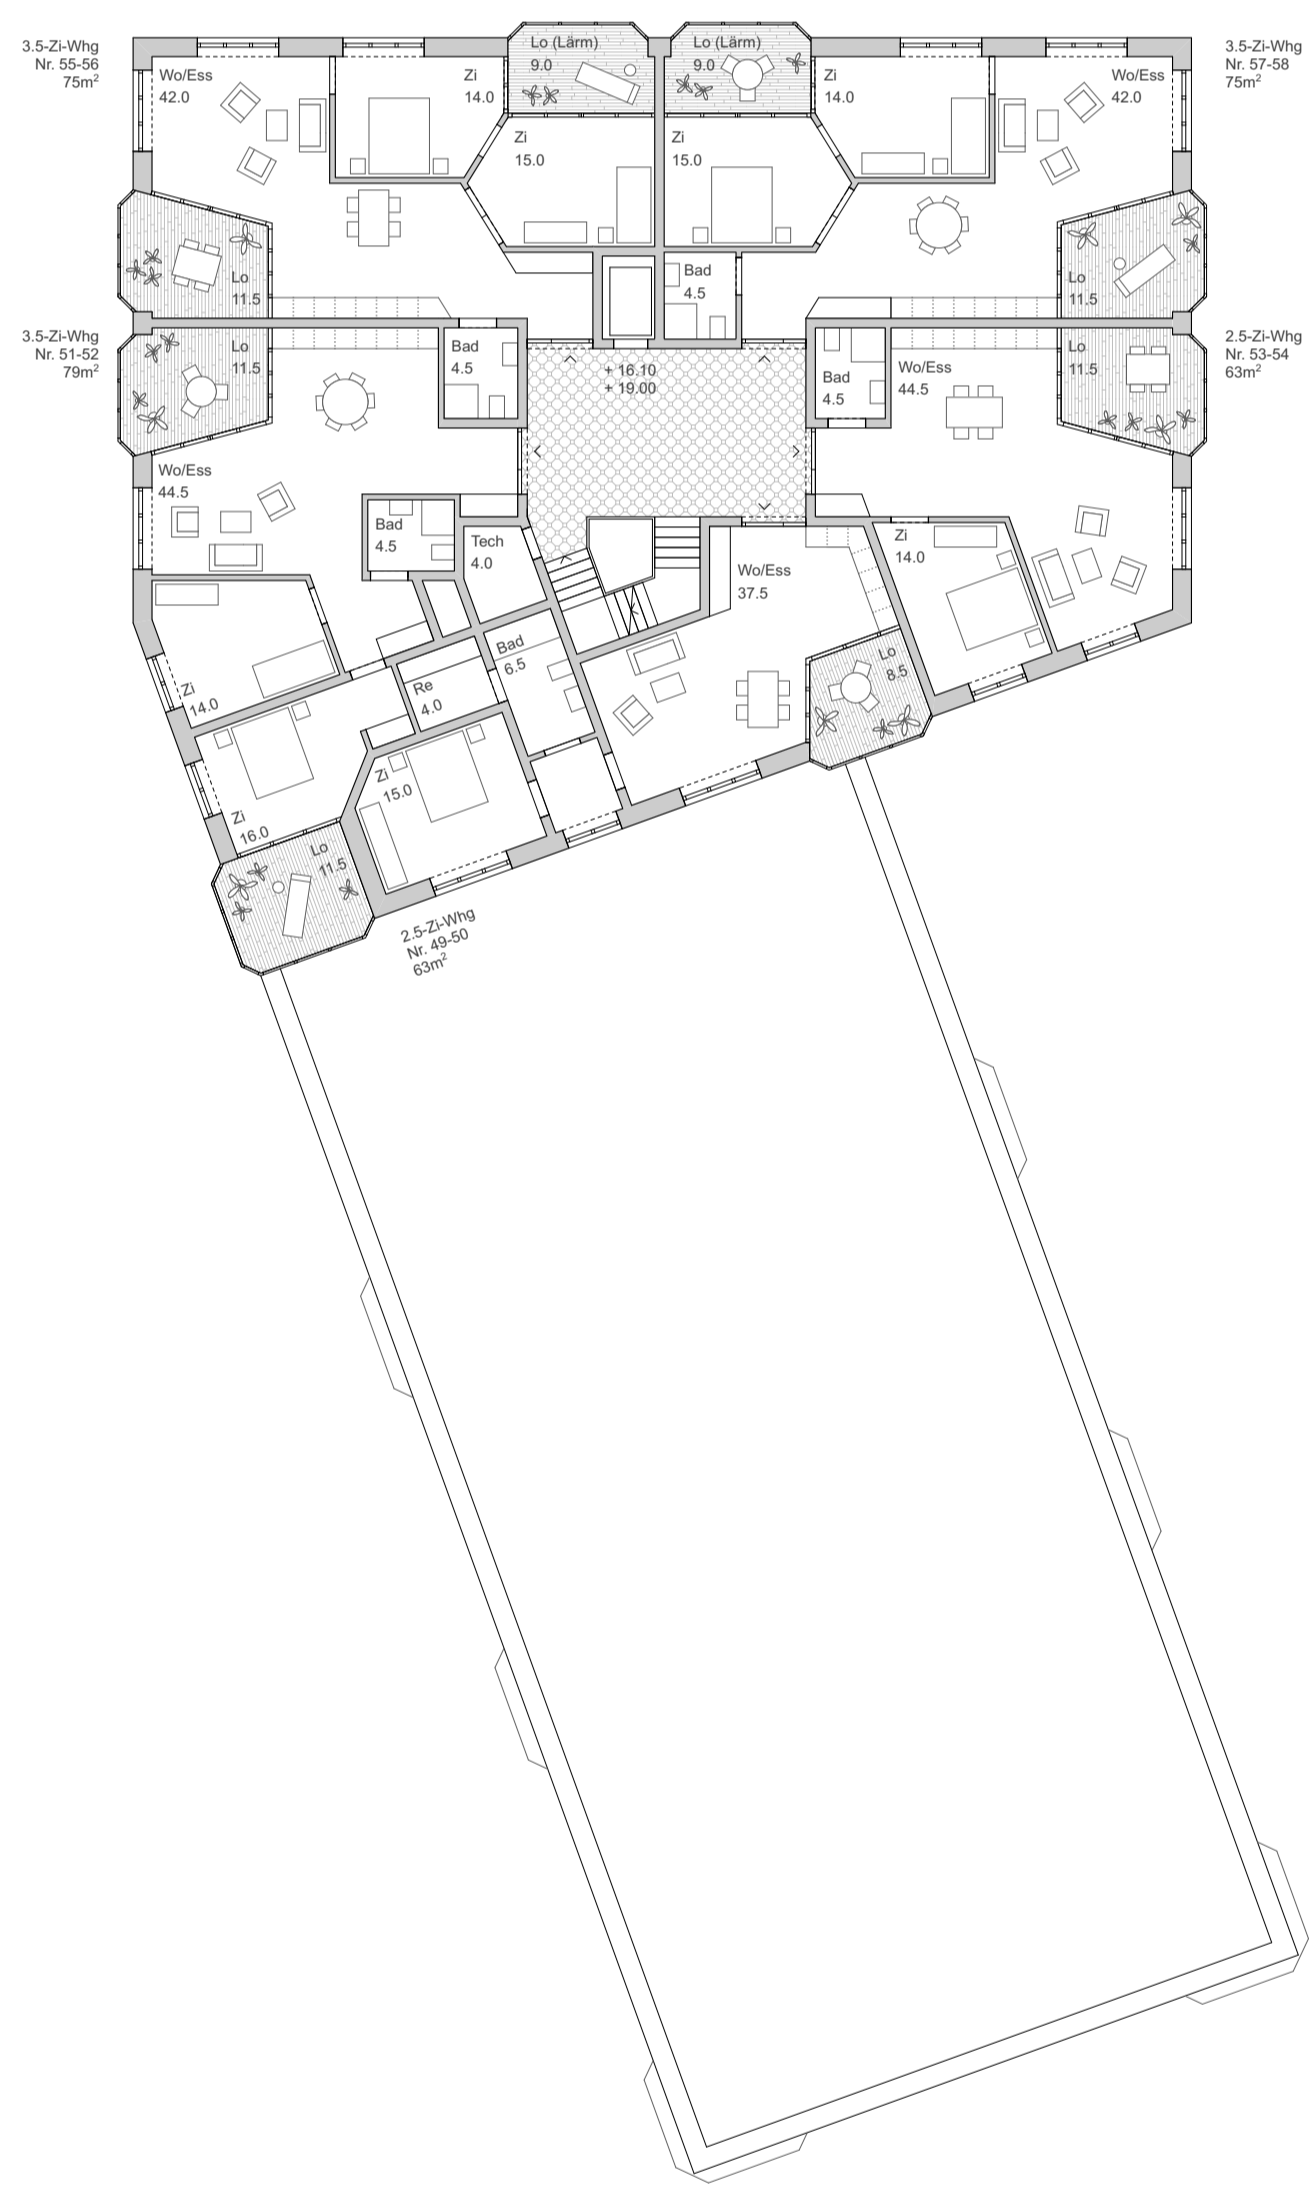 3.5-Zi-Whg
Nr. 55-56
75m²
Wo/Ess
42.0
Zi
14.0
Lo (Lärm)
9.0
Zi
15.0
Lo (Lärm)
9.0
Zi
15.0
Zi
14.0
Wo/Ess
42.0
3.5-Zi-Whg
Nr. 57-58
75m²
Lo
11.5
Bad
4.5
Lo
11.5
3.5-Zi-Whg
Nr. 51-52
79m²
Lo
11.5
Bad
4.5
+ 16.10
+ 19.00
Bad
4.5
Wo/Ess
44.5
Lo
11.5
2.5-Zi-Whg
Nr. 53-54
63m²
Wo/Ess
44.5
Bad
4.5
Tech
4.0
Wo/Ess
37.5
Zi
14.0
Zi
14.0
Re
4.0
Bad
6.5
Lo
8.5
Zi
16.0
Zi
15.0
Lo
11.5
2.5-Zi-Whg
Nr. 49-50
63m²